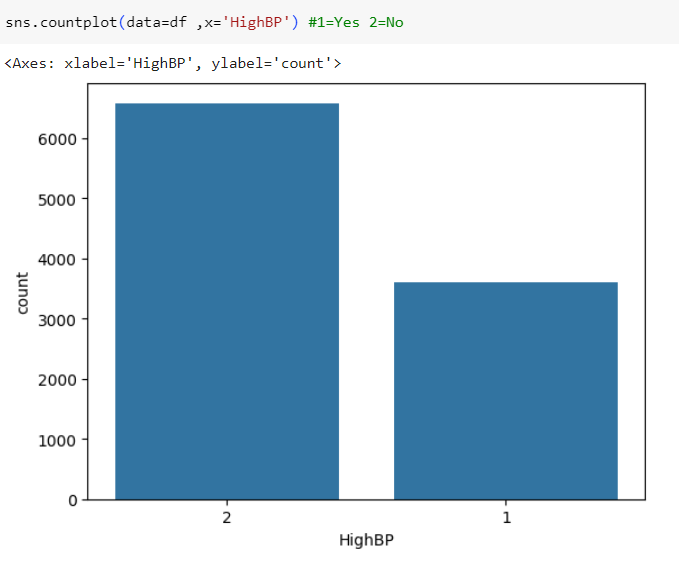 sns.countplot(data=df ,x='HighBP') #1=Yes 2=No
<Axes: xlabel='HighBP', ylabel='count'>
6000
5000
4000
3000
2000
1000
0
count
2 1
HighBP